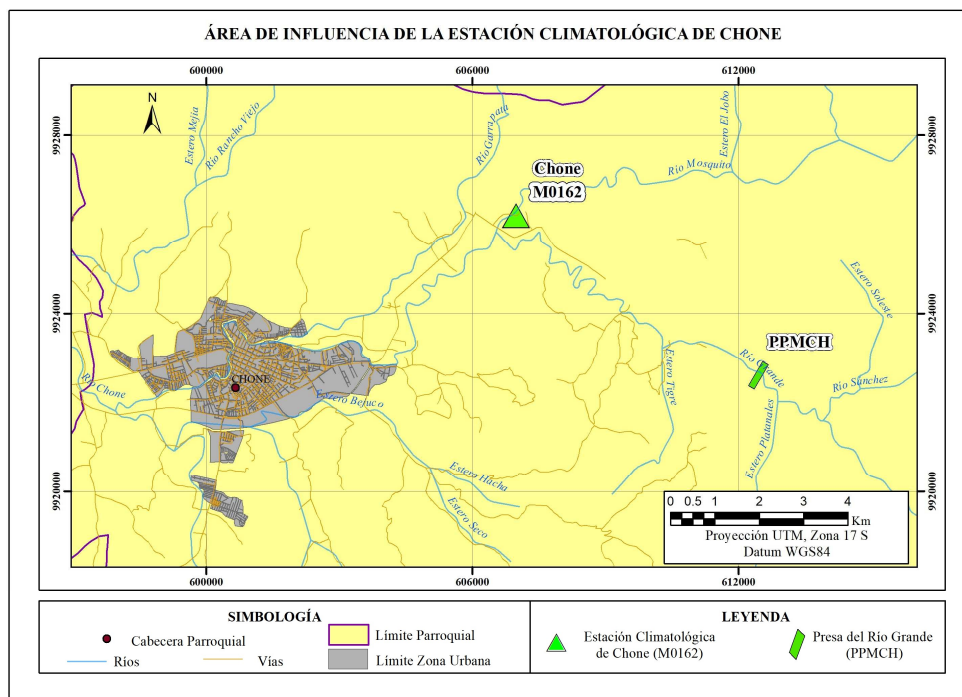 ÁREA DE INFLUENCIA DE LA ESTACIÓN CLIMATOLÓGICA DE CHONE
600000
606000
612000
N
Estero Mejia
Río Rancho Viejo
Río Garrapata
Estero El Jobo
9928000
9928000
Río Mosquito
Chone
M0162
Estero Soleste
9924000
9924000
PPMCH
Río Grande
Río Sánchez
Río Chone
CHONE
Estero Bejuco
Estero Tigre
Estero Platanales
Estero Hacha
Estero Seco
9920000
9920000
0 0.5 1 2 3 4
Km
Proyección UTM, Zona 17 S
Datum WGS84
600000
606000
612000
SIMBOLOGÍA
Cabecera Parroquial
Límite Parroquial
Ríos
Vías
Límite Zona Urbana
LEYENDA
Estación Climatológica
de Chone (M0162)
Presa del Río Grande
(PPMCH)